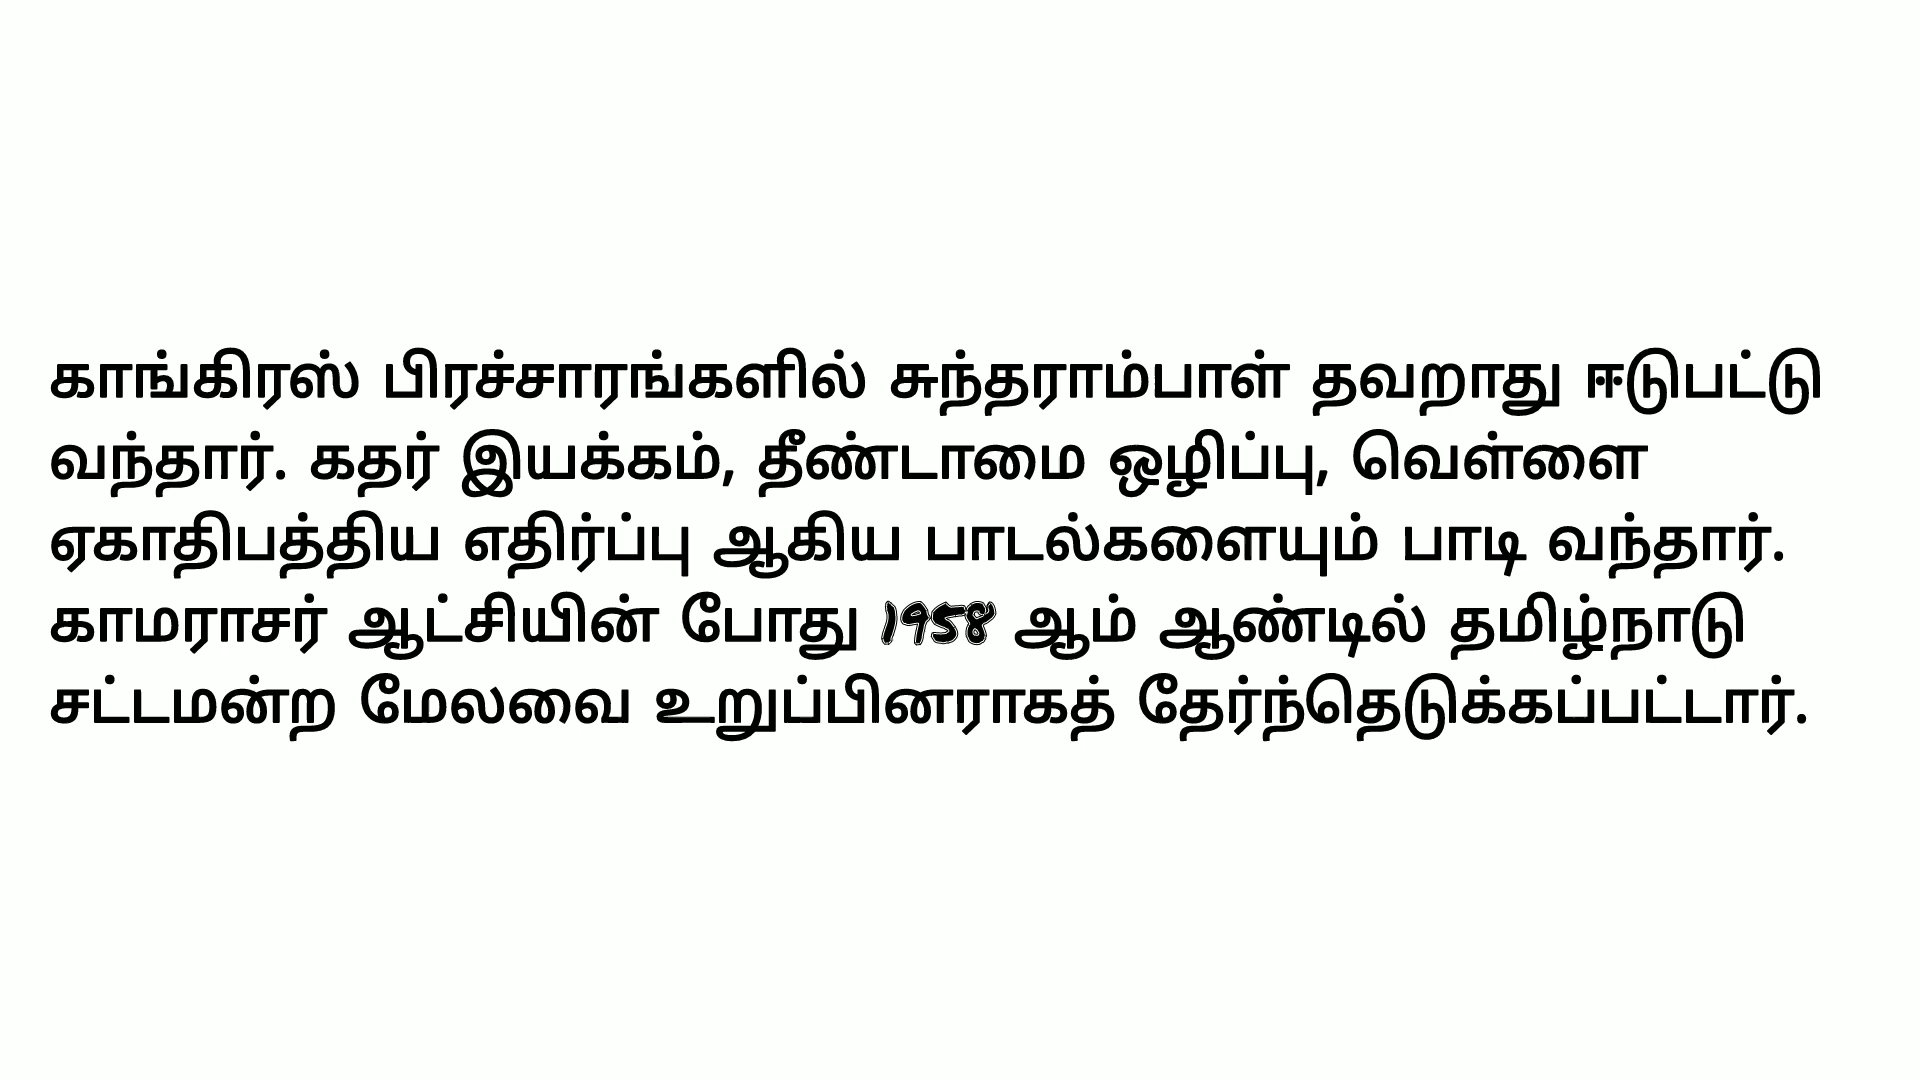 காங்கிரஸ் பிரச்சாரங்களில் சுந்தராம்பாள் தவறாது ஈடுபட்டு
வந்தார். கதர் இயக்கம், தீண்டாமை ஒழிப்பு, வெள்ளை
ஏகாதிபத்திய எதிர்ப்பு ஆகிய பாடல்களையும் பாடி வந்தார்.
காமராசர் ஆட்சியின் போது 1958 ஆம் ஆண்டில் தமிழ்நாடு
சட்டமன்ற மேலவை உறுப்பினராகத் தேர்ந்தெடுக்கப்பட்டார்.